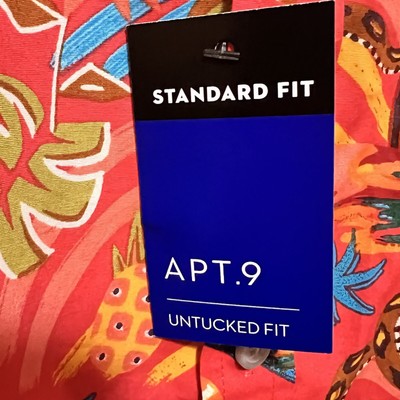 STANDARD FIT
APT.9
UNTUCKED FIT